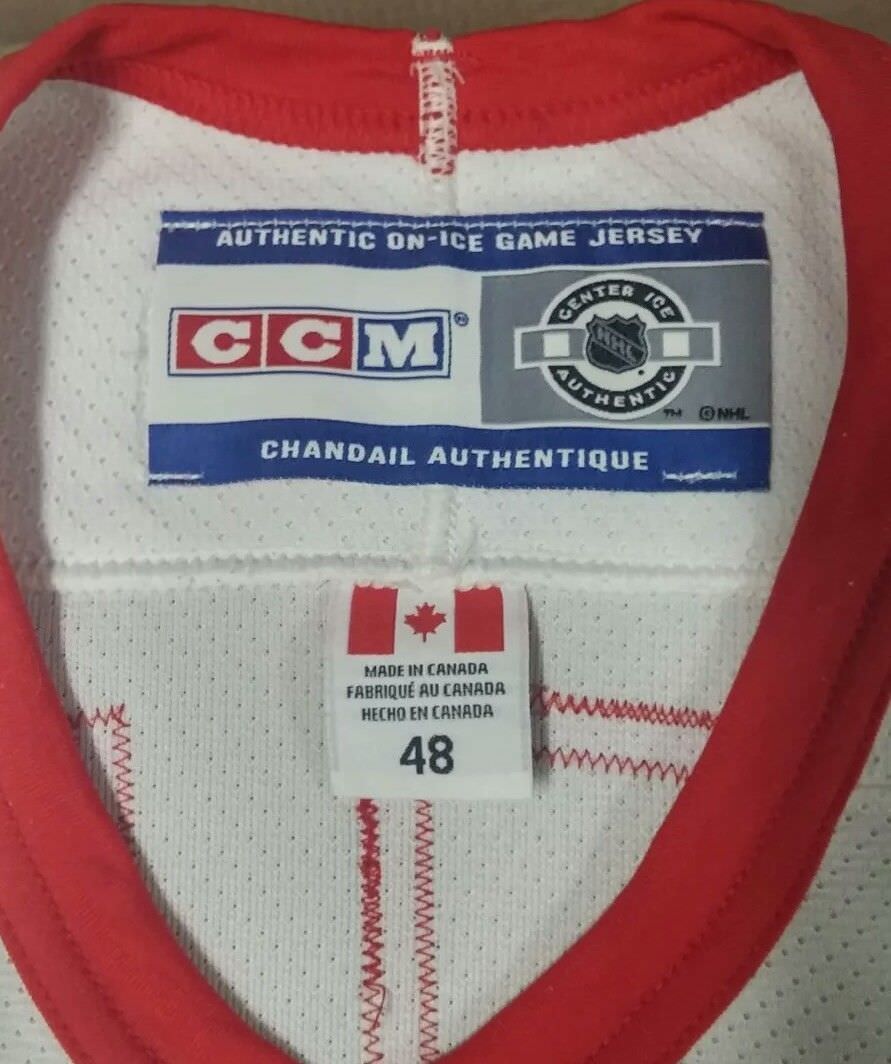 AUTHENTIC ON-ICE GAME JERSEY
CCM®
CENTER ICE
NHL
AUTHENTIC
™ ©NHL
CHANDAIL AUTHENTIQUE
MADE IN CANADA
FABRIQUÉ AU CANADA
HECHO EN CANADA
48